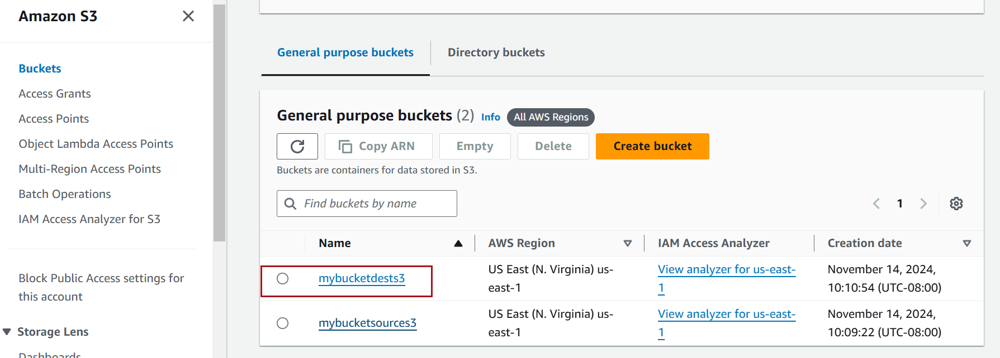 Amazon S3
Buckets
Access Grants
Access Points
Object Lambda Access Points
Multi-Region Access Points
Batch Operations
IAM Access Analyzer for S3
Block Public Access settings for
this account
Storage Lens
Dashboards
General purpose buckets
Directory buckets
General purpose buckets (2) Info All AWS Regions
Copy ARN Empty Delete Create bucket
Buckets are containers for data stored in S3.
Find buckets by name
1
Name AWS Region IAM Access Analyzer Creation date
mybucketdests3
US East (N. Virginia) us-
east-1
View analyzer for us-east-
1
November 14, 2024,
10:10:54 (UTC-08:00)
mybucketsources3
US East (N. Virginia) us-
east-1
View analyzer for us-east-
1
November 14, 2024,
10:09:22 (UTC-08:00)